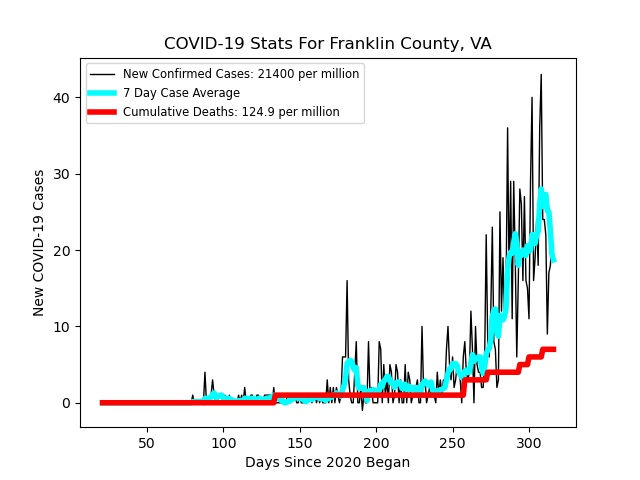 COVID-19 Stats For Franklin County, VA
New Confirmed Cases: 21400 per million
7 Day Case Average
Cumulative Deaths: 124.9 per million
New COVID-19 Cases
40
30
20
10
0
50 100 150 200 250 300
Days Since 2020 Began